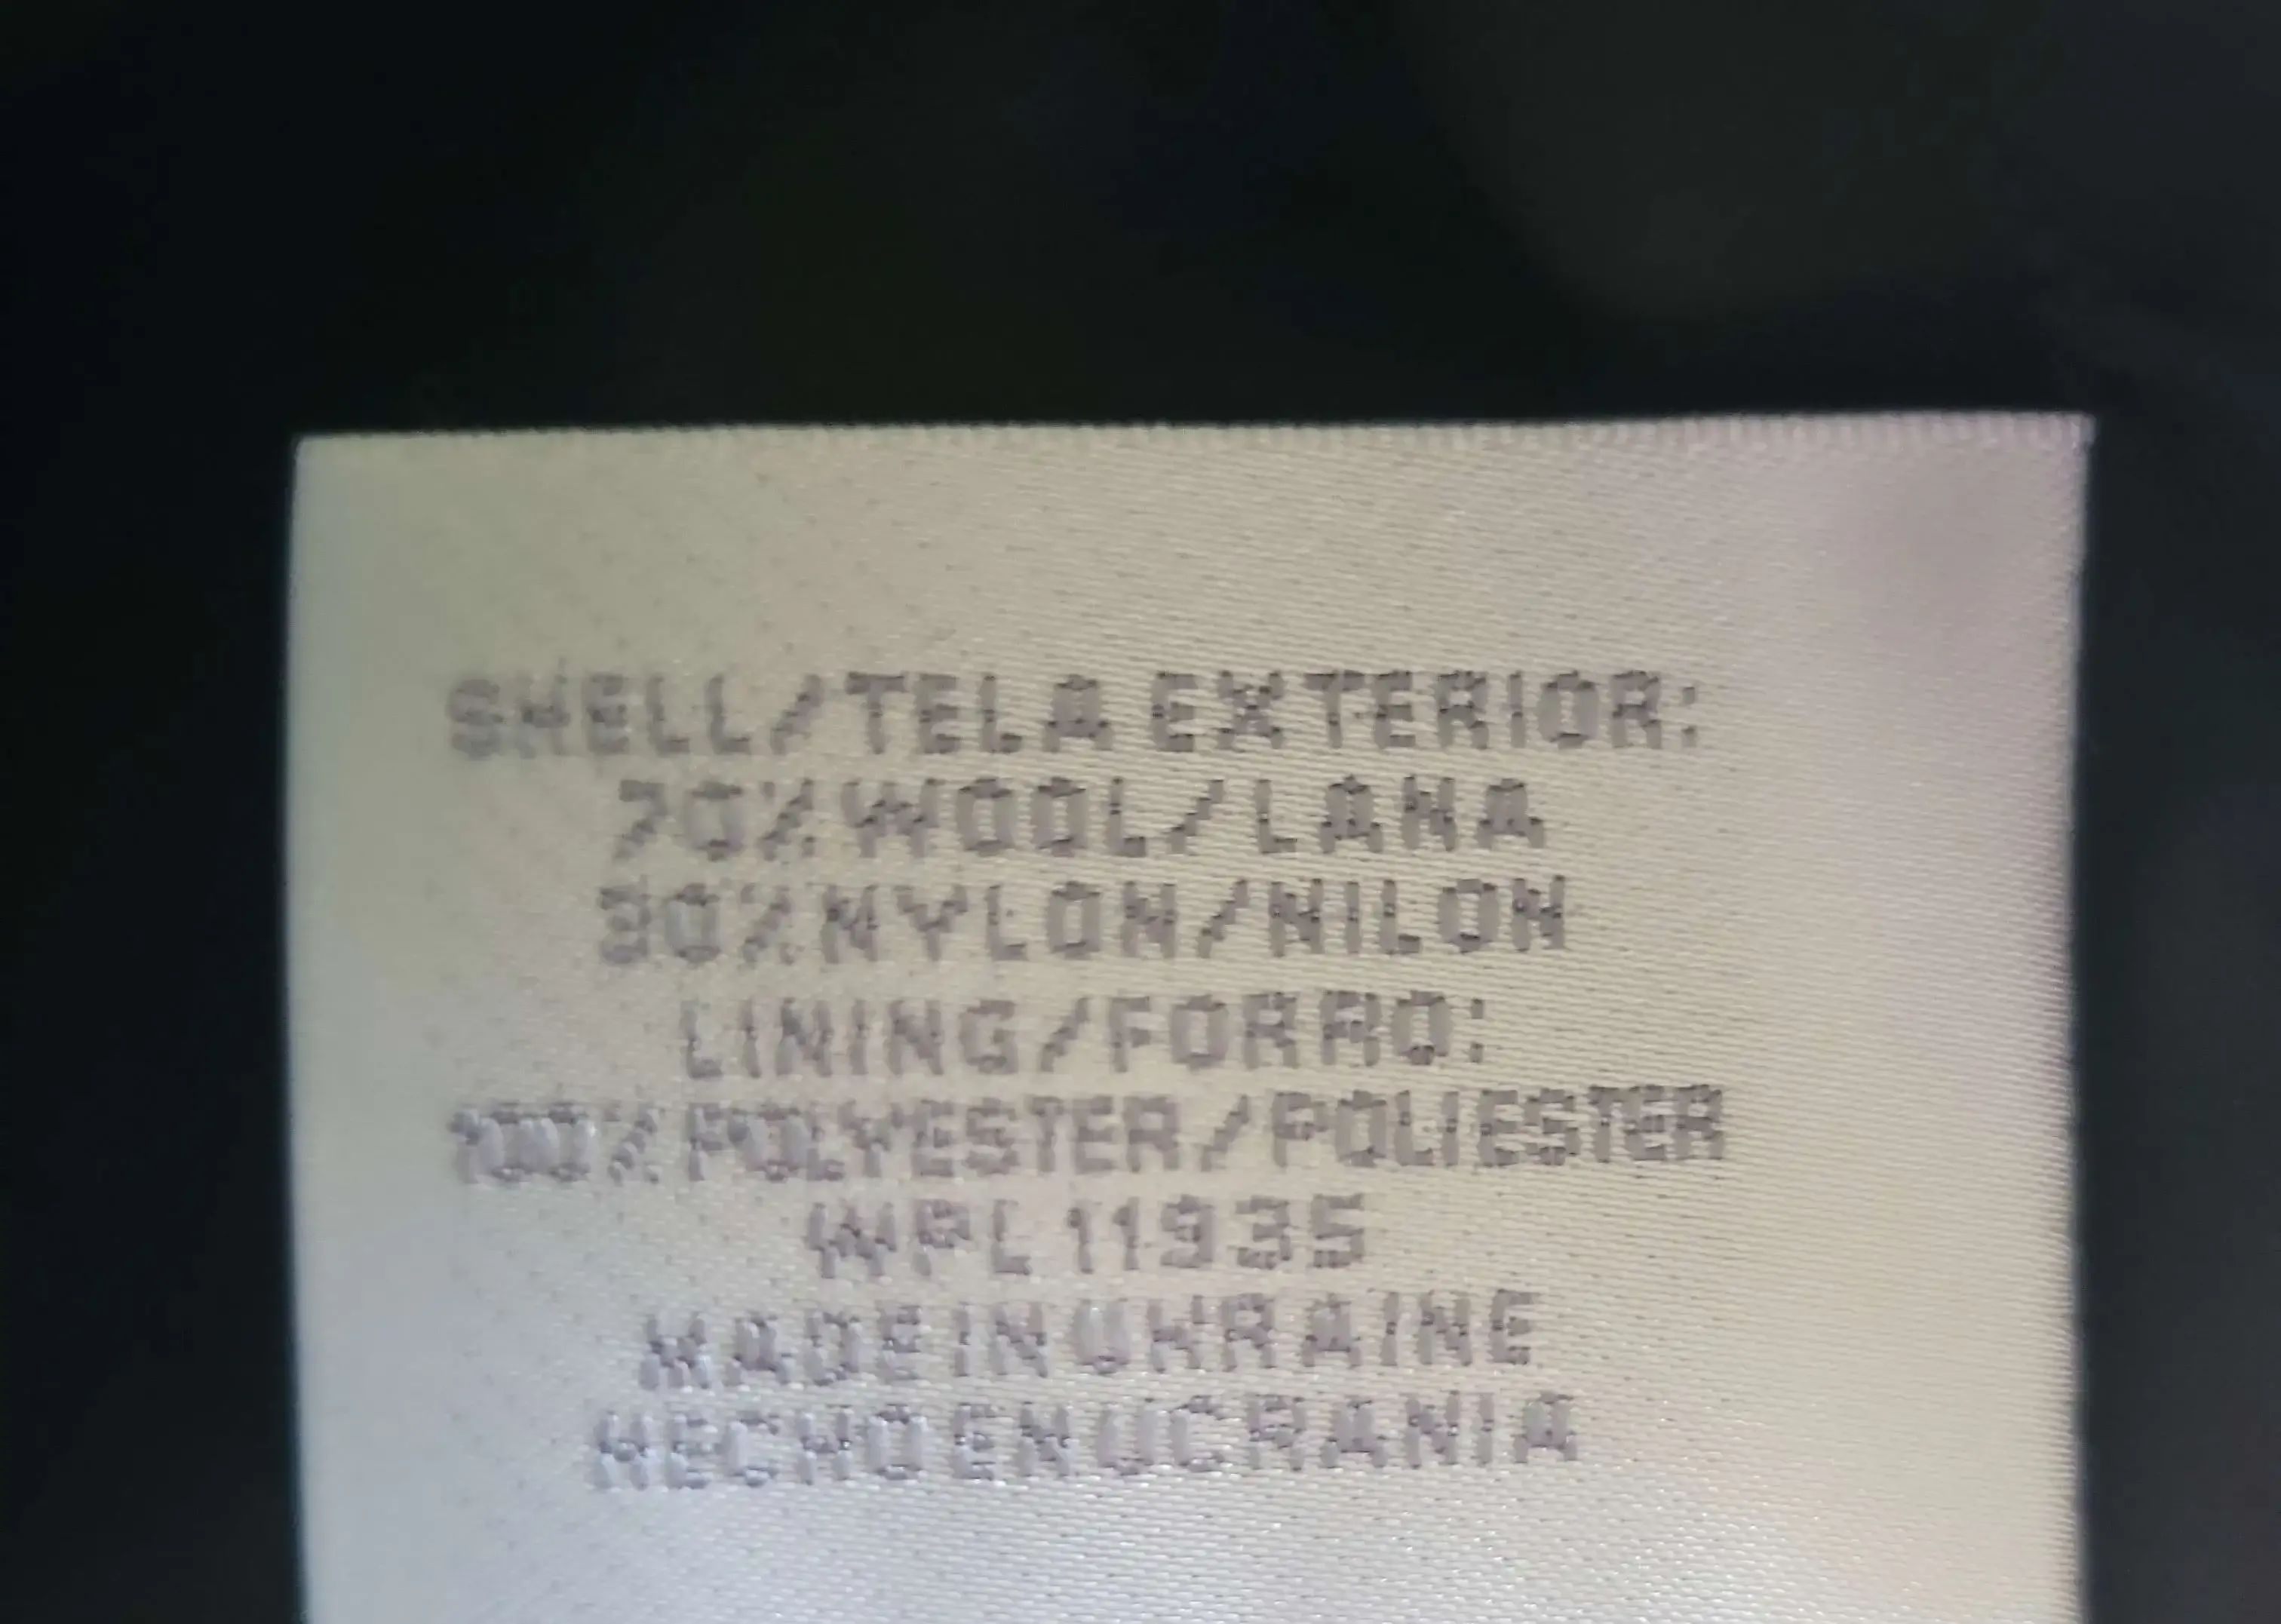 SHELL/TELA EXTERIOR:
70% WOOL/LANA
30% NYLON/NILON
LINING/FORRO:
100% POLYESTER/POLIESTER
WPL 11935
MADE IN UKRAINE
HECHO EN UCRANIA